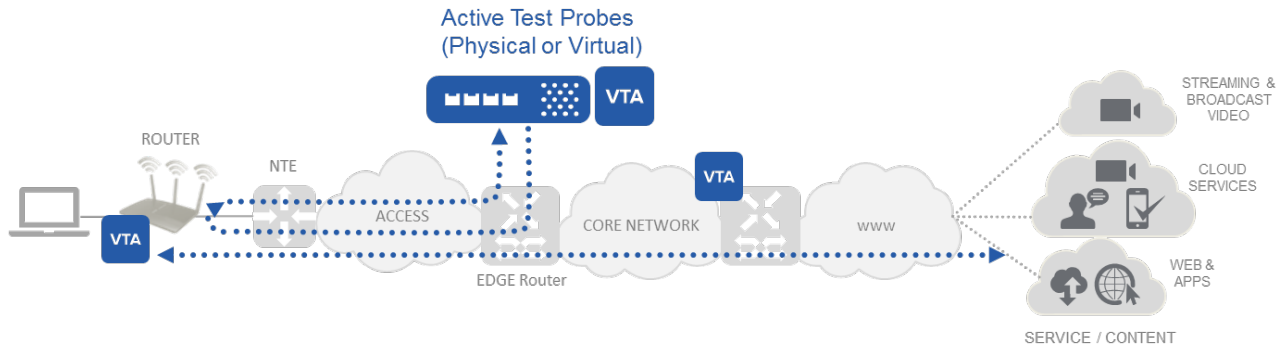 Active Test Probes
(Physical or Virtual)
VTA
STREAMING &
BROADCAST
VIDEO
ROUTER
NTE
VTA
CLOUD
SERVICES
ACCESS
CORE NETWORK
www
VTA
EDGE Router
WEB &
APPS
SERVICE / CONTENT